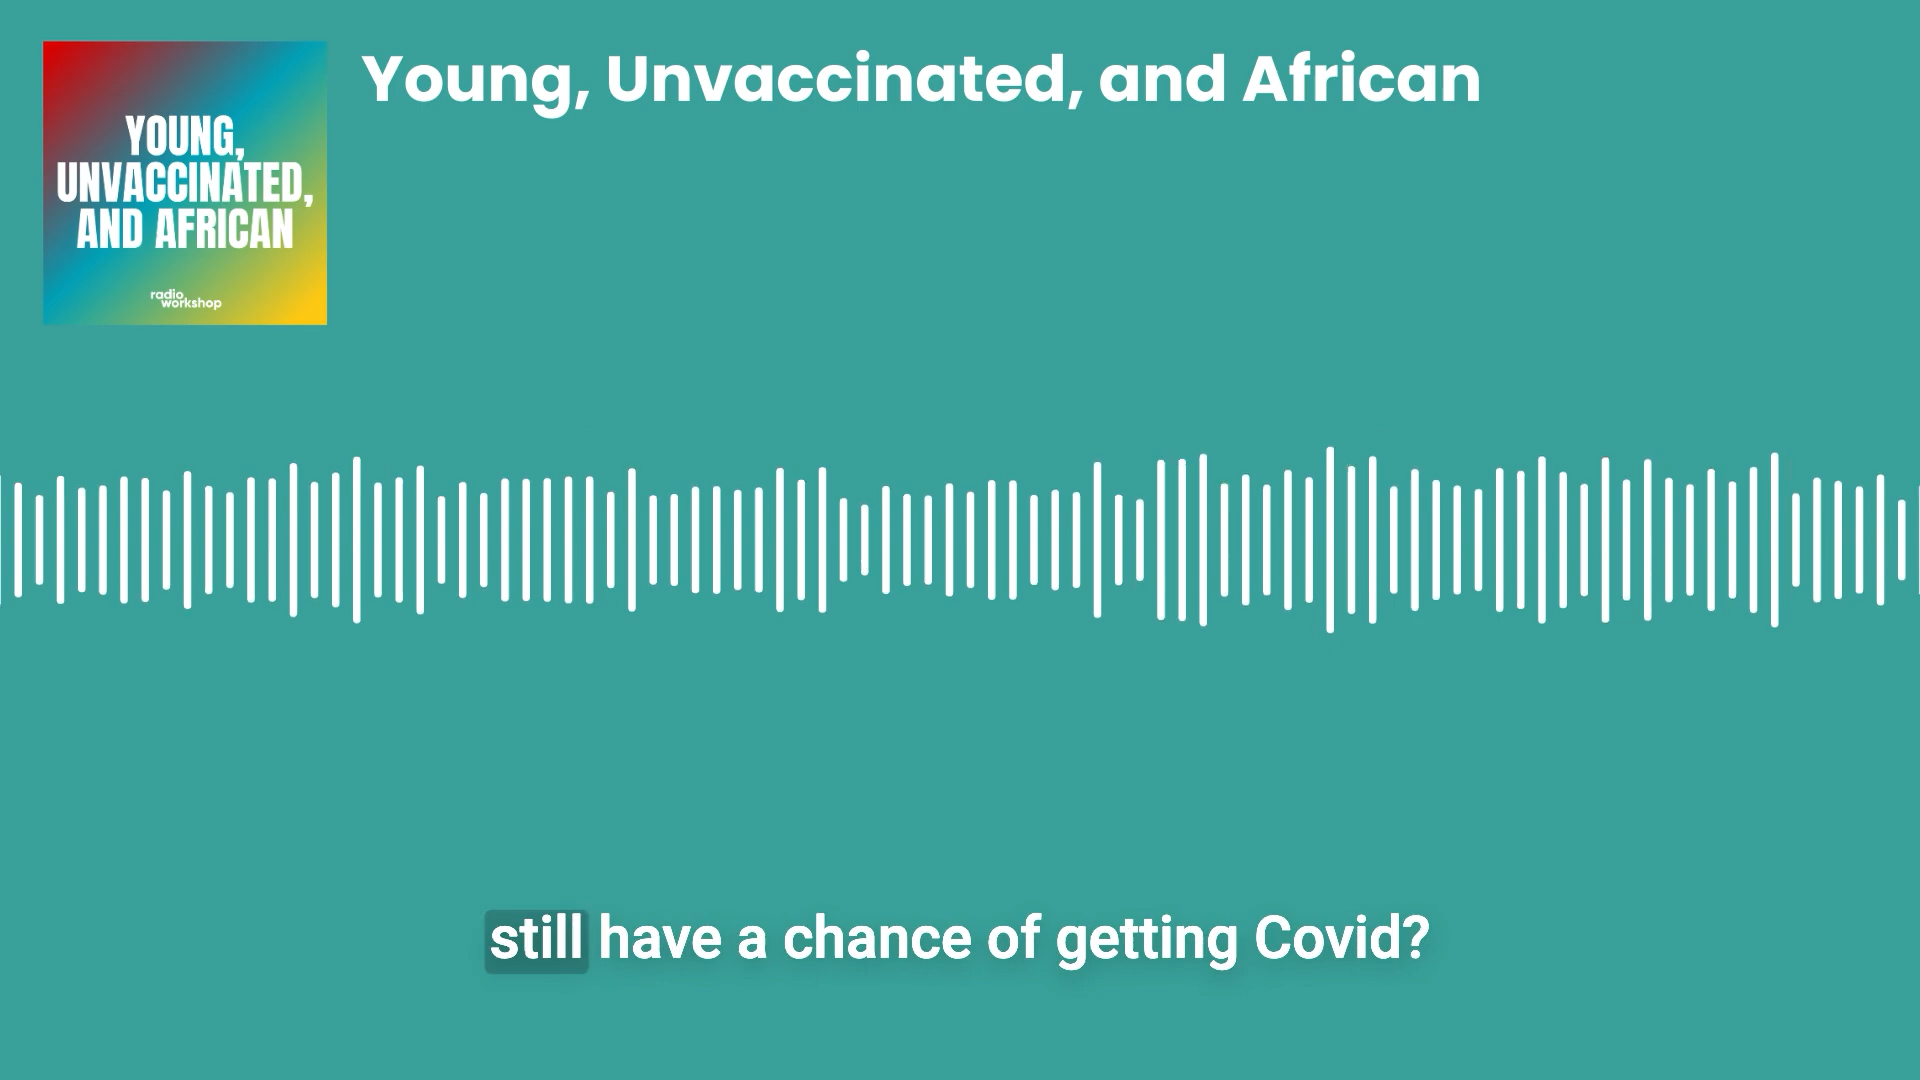 YOUNG,
UNVACCINATED,
AND AFRICAN
radio
workshop
Young, Unvaccinated, and African
still have a chance of getting Covid?